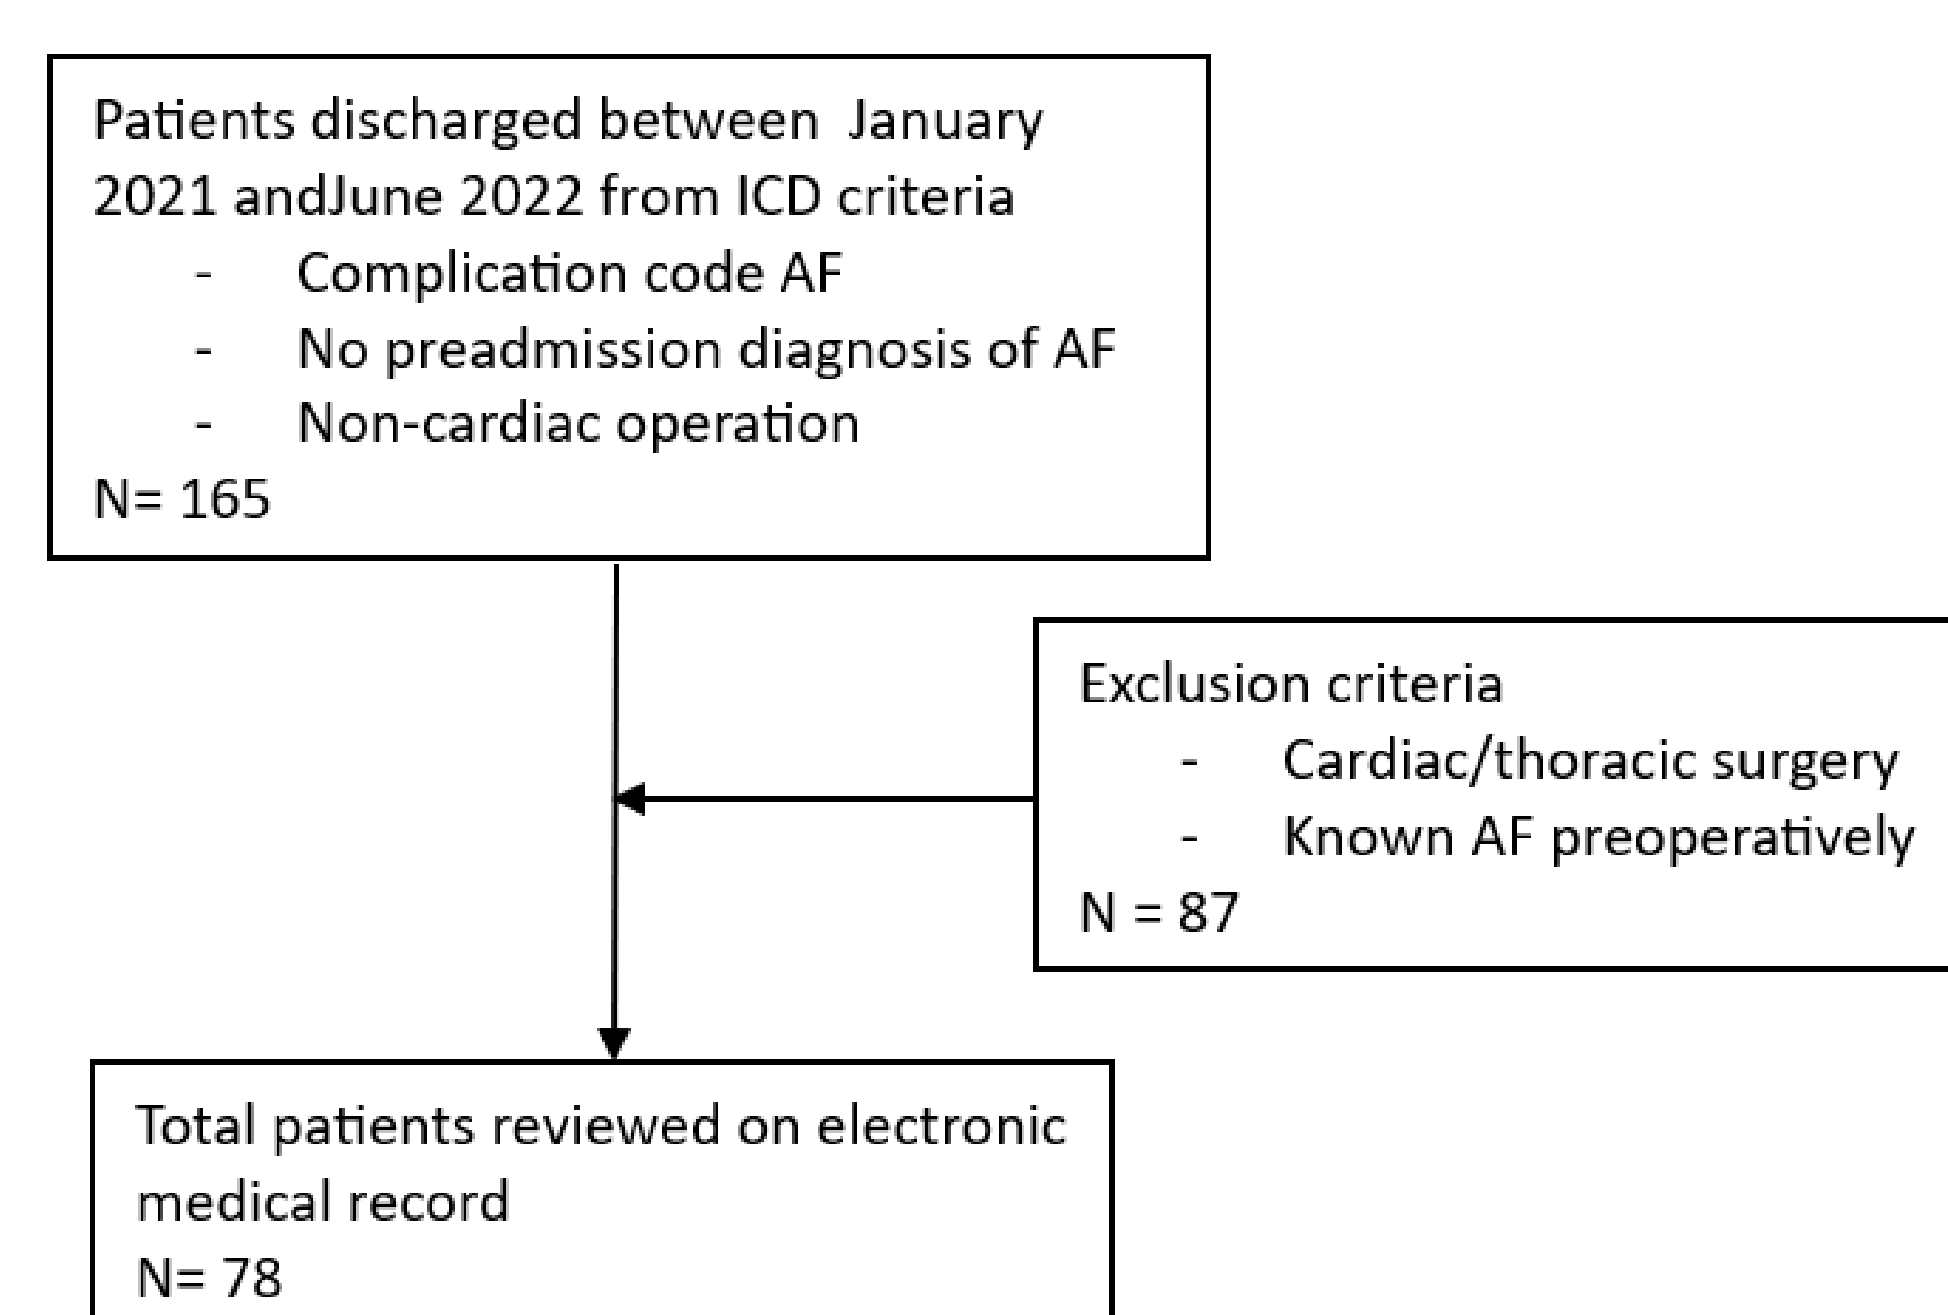 Patients discharged between  January
2021 andJune 2022 from ICD criteria
- Complication code AF
- No preadmission diagnosis of AF
- Non-cardiac operation
N= 165
Exclusion criteria
- Cardiac/thoracic surgery
- Known AF preoperatively
N = 87
Total patients reviewed on electronic
medical record
N= 78